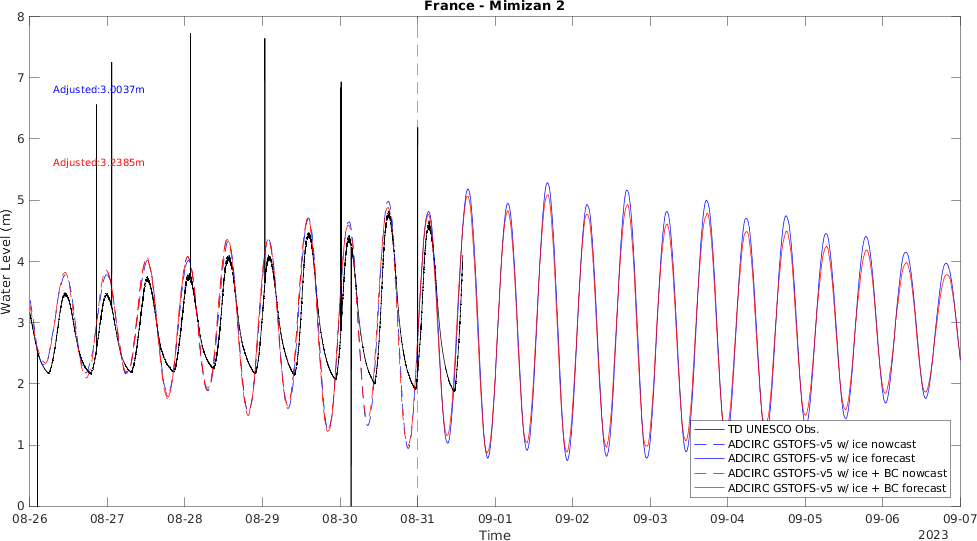 France - Mimizan 2
8
7
6
5
4
3
2
1
0
Water Level (m)
Adjusted:3.0037m
Adjusted:3.2385m
TD UNESCO Obs.
ADCIRC GSTOFS-v5 w/ ice nowcast
ADCIRC GSTOFS-v5 w/ ice forecast
ADCIRC GSTOFS-v5 w/ ice + BC nowcast
ADCIRC GSTOFS-v5 w/ ice + BC forecast
08-26 08-27 08-28 08-29 08-30 08-31 09-01 09-02 09-03 09-04 09-05 09-06 09-07
Time
2023